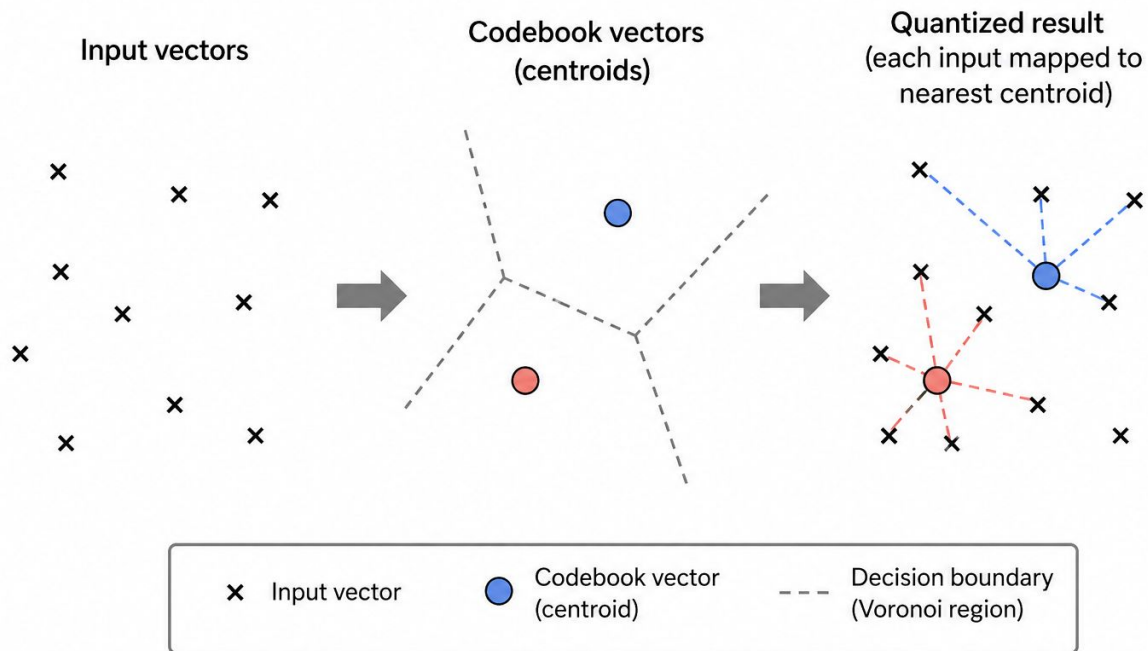 Input vectors
Codebook vectors
(centroids)
Quantized result
(each input mapped to
nearest centroid)
Input vector
Codebook vector
(centroid)
Decision boundary
(Voronoi region)